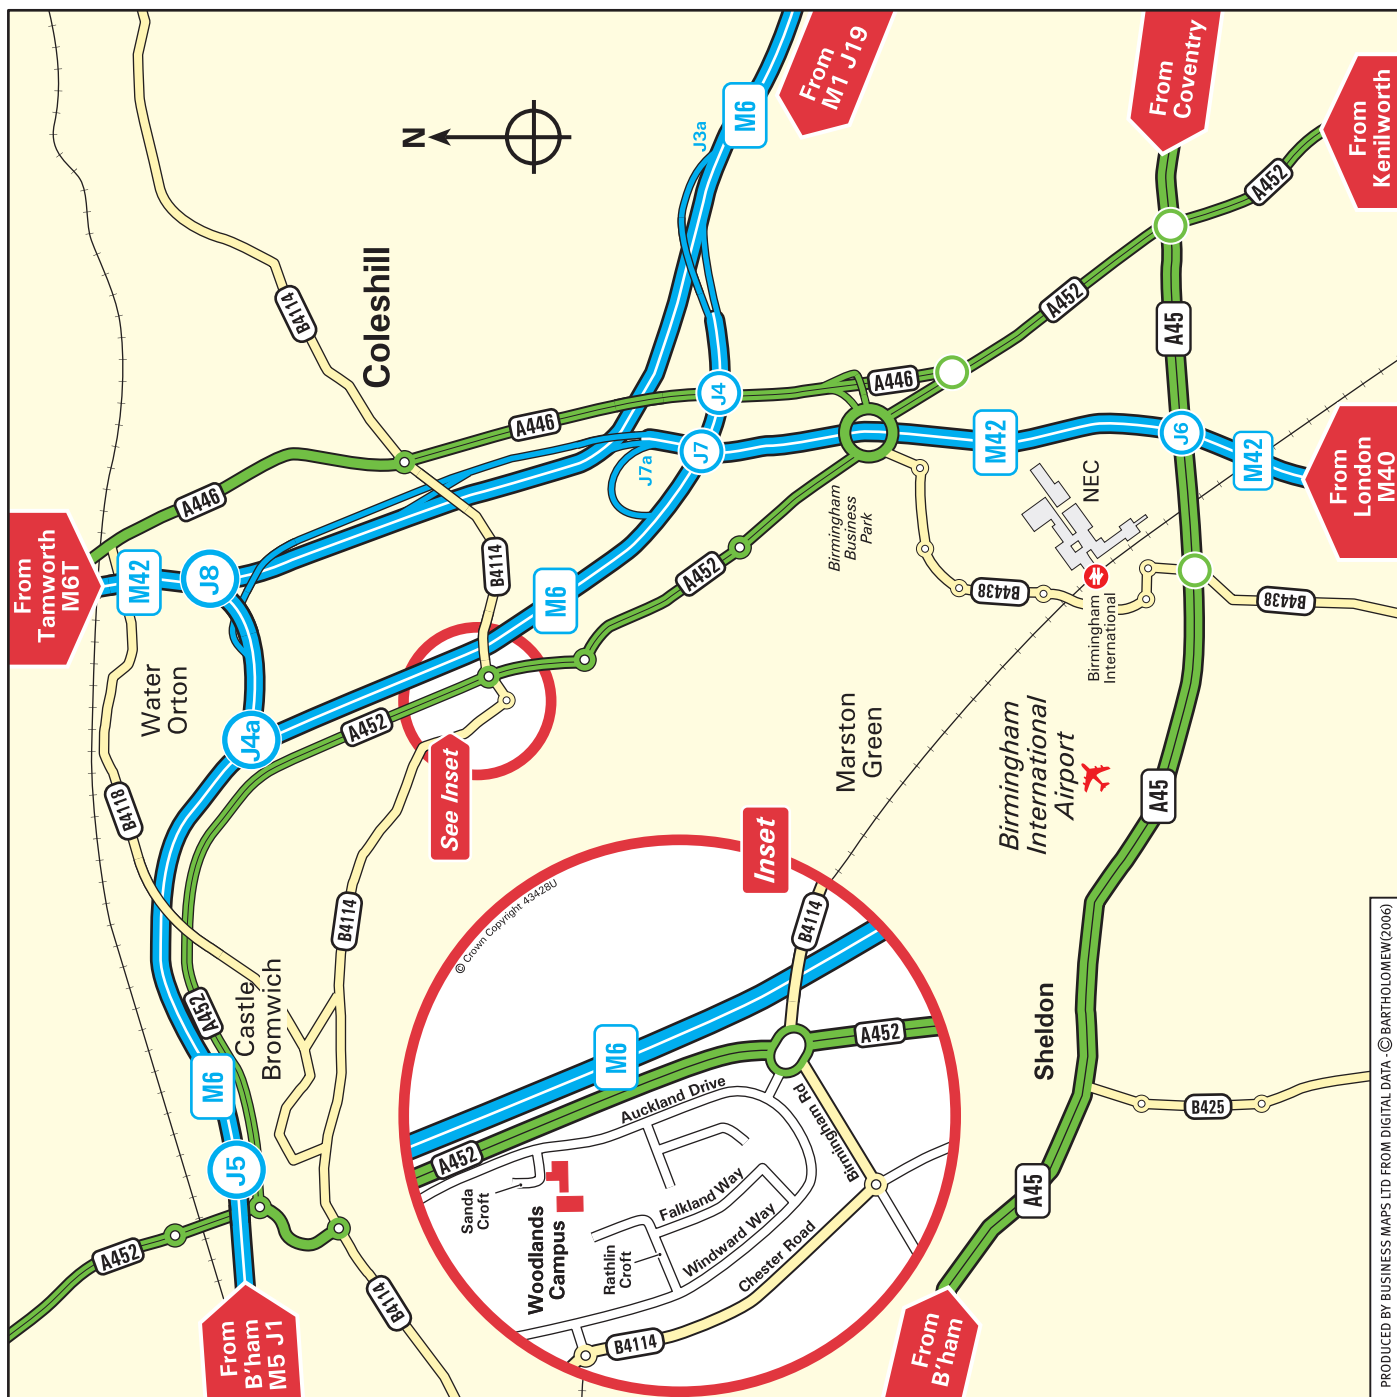 From
Tamworth
M6T
M42
J8
A446
A446
B4114
Coleshill
N
M6
J3a
From
M1 J19
From
Coventry
From
Kenilworth
A452
A452
A45
A446
J4
J7
J7a
M42
J6
M42
From
London
M40
NEC
Birmingham
Business
Park
B4438
B4438
Birmingham
International
B4114
M6
A452
Water
Orton
J4a
A452
See Inset
B4118
B4114
Castle
Bromwich
A452
M6
J5
A452
From
B'ham
M5 J1
B4114
Marston
Green
Birmingham
International
Airport
A45
Sheldon
B425
A45
From
B'ham
Inset
© Crown Copyright 43428U
B4114
M6
A452
A452
Auckland Drive
Birmingham Rd
Sanda
Croft
Woodlands
Campus
Falkland Way
Rathlin
Croft
Windward Way
Chester Road
B4114
PRODUCED BY BUSINESS MAPS LTD FROM DIGITAL DATA - © BARTHOLOMEW(2006)